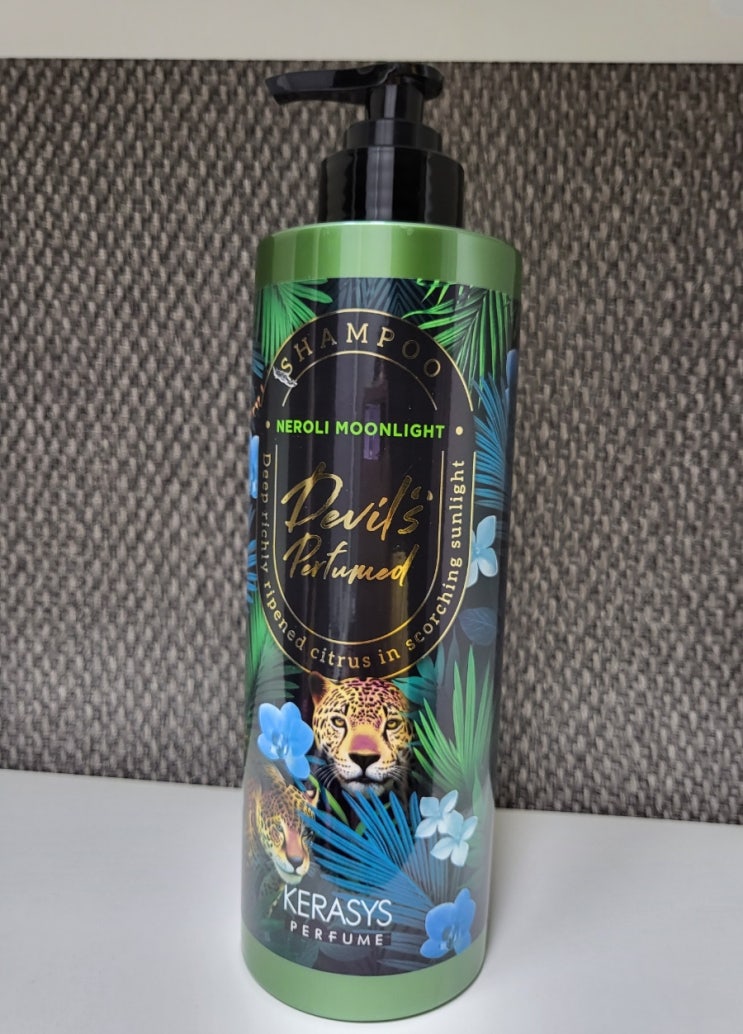 SHAMPOO
NEROLI MOONLIGHT
Devil's
Perfumed
Deep richly ripened citrus in scorching sunlight
KERASYS
PERFUME